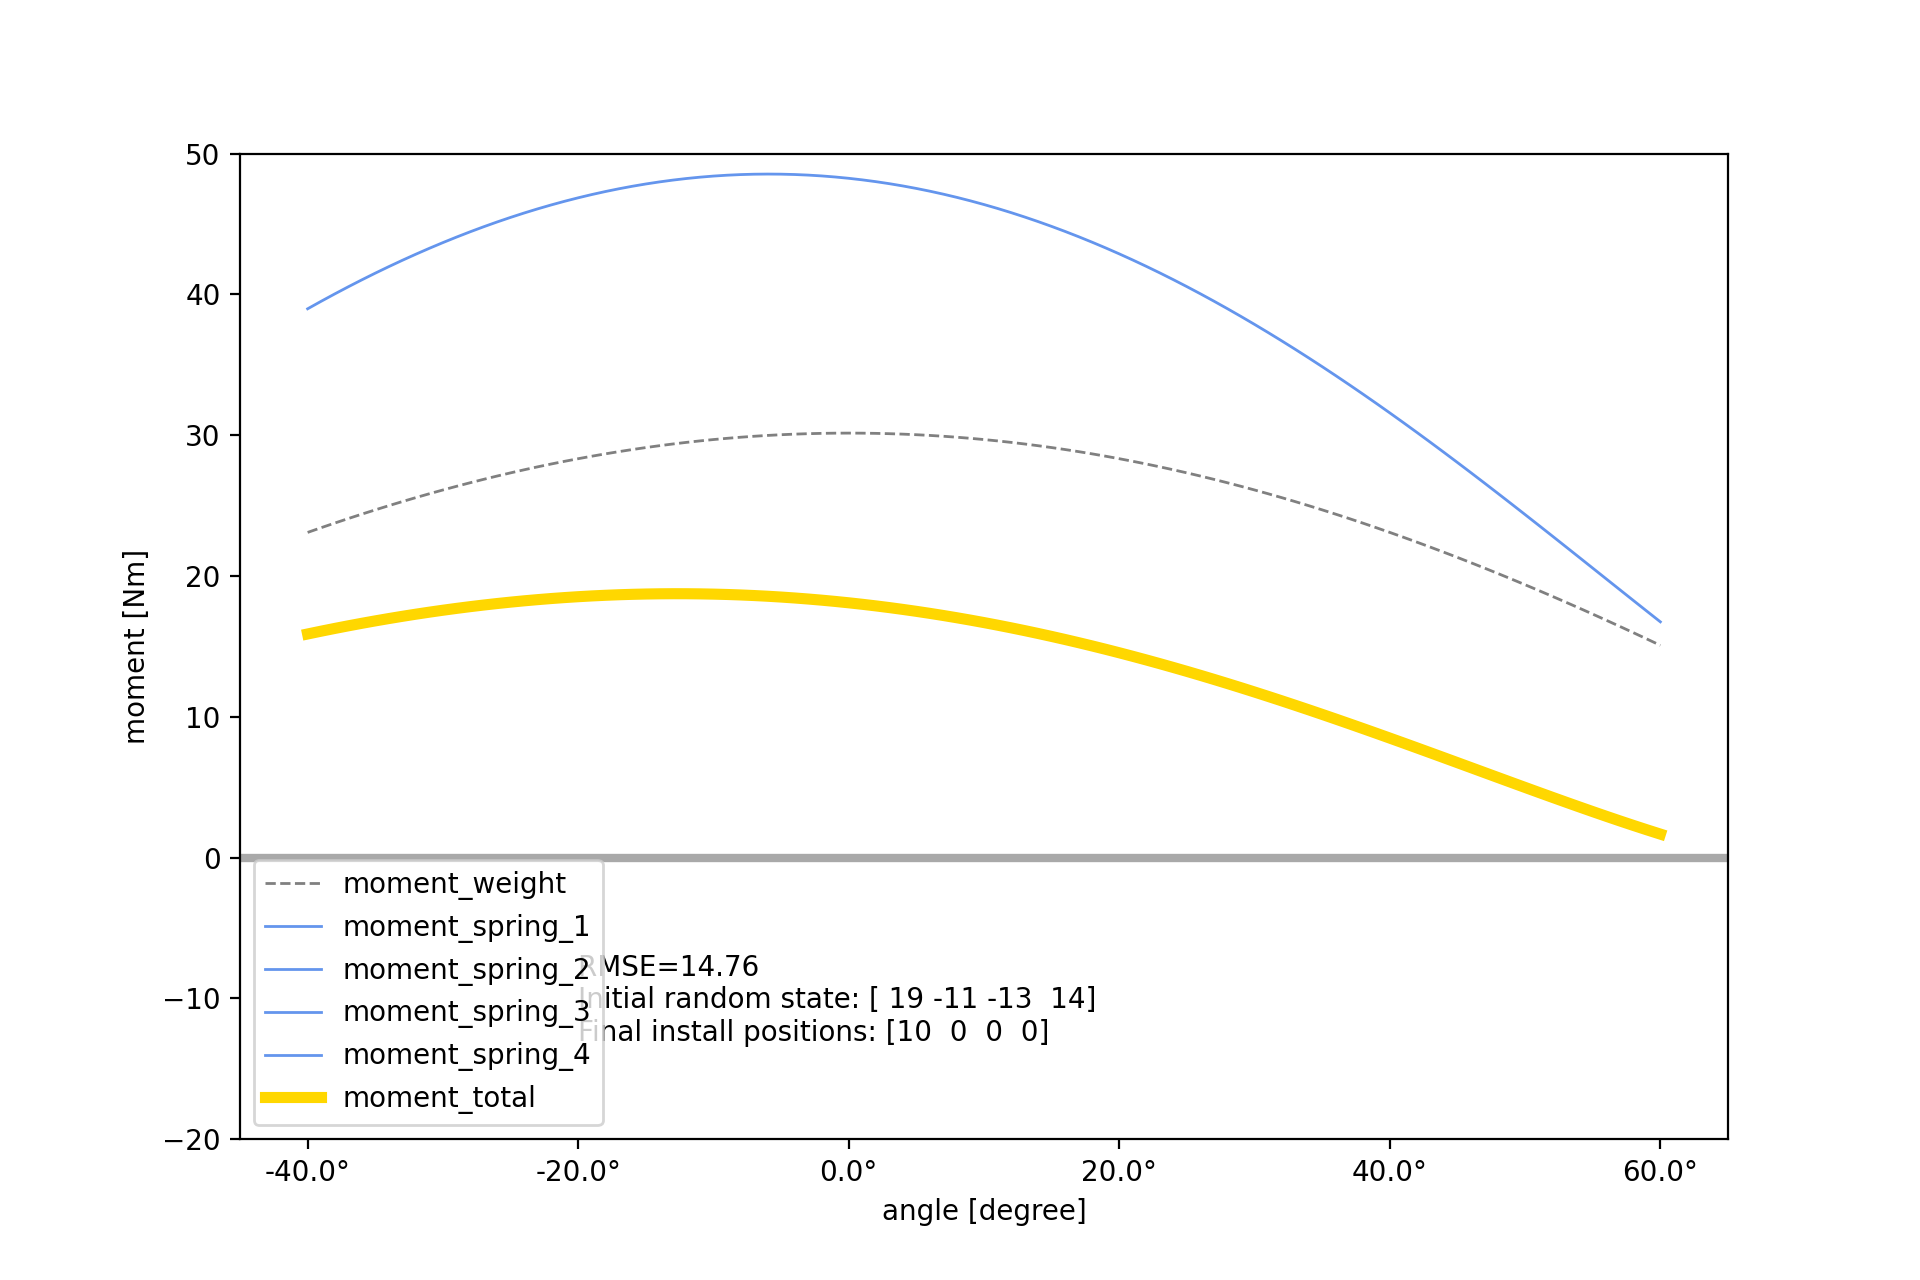 50
40
30
20
10
0
−10
−20
moment [Nm]
moment_weight
moment_spring_1
moment_spring_2
moment_spring_3
moment_spring_4
moment_total
RMSE=14.76
Initial random state: [ 19 -11 -13  14]
Final install positions: [10  0  0  0]
-40.0° -20.0° 0.0° 20.0° 40.0° 60.0°
angle [degree]